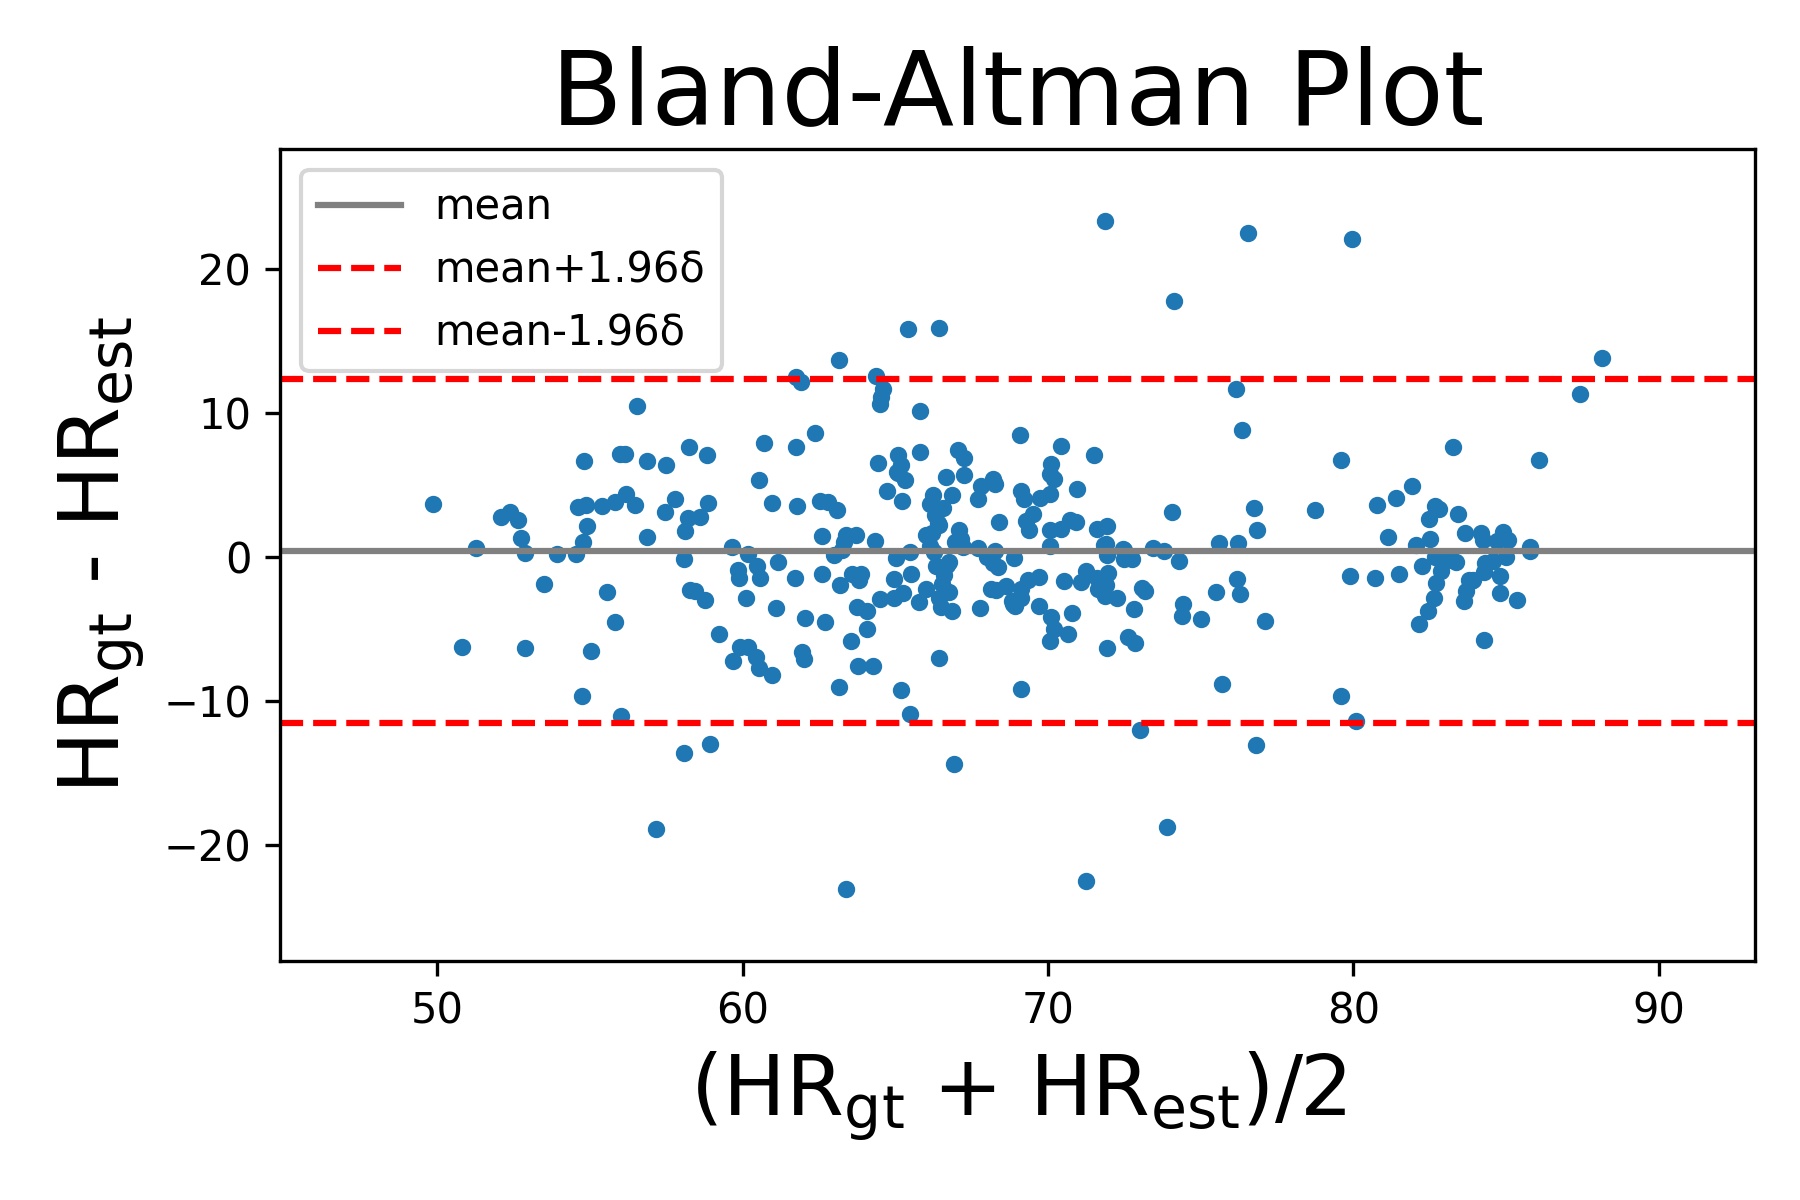 Bland-Altman Plot
mean
mean+1.96δ
mean-1.96δ
HRgt - HRest
20
10
0
−10
−20
50 60 70 80 90
(HRgt + HRest)/2